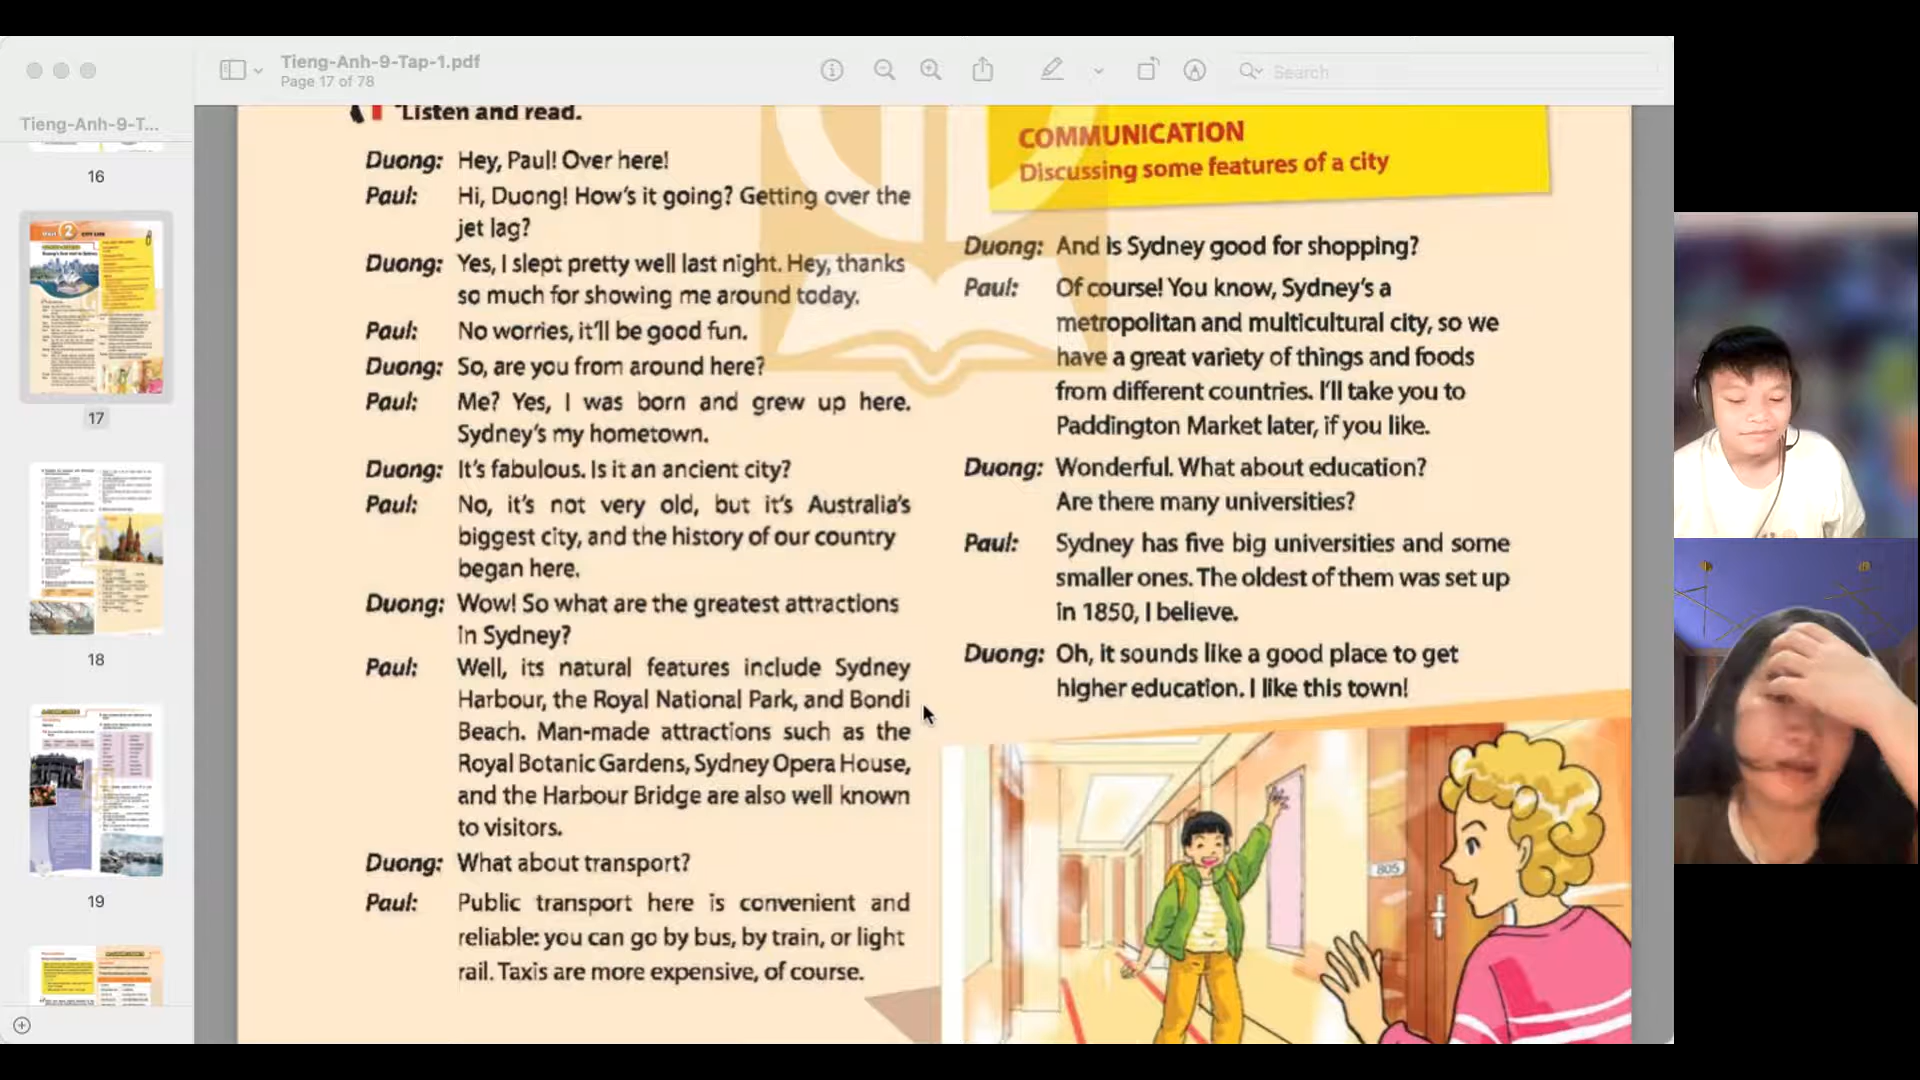 Tieng-Anh-9-Tap-1.pdf
Page 17 of 78
Search
Tieng-Anh-9-T...
16
17
18
19
Listen and read.
Duong: Hey, Paul! Over here!
Paul: Hi, Duong! How's it going? Getting over the
jet lag?
Duong: Yes, I slept pretty well last night. Hey, thanks
so much for showing me around today.
Paul: No worries, it'll be good fun.
Duong: So, are you from around here?
Paul: Me? Yes, I was born and grew up here.
Sydney's my hometown.
Duong: It's fabulous. Is it an ancient city?
Paul: No, it's not very old, but it's Australia's
biggest city, and the history of our country
began here.
Duong: Wow! So what are the greatest attractions
in Sydney?
Paul: Well, its natural features include Sydney
Harbour, the Royal National Park, and Bondi
Beach. Man-made attractions such as the
Royal Botanic Gardens, Sydney Opera House,
and the Harbour Bridge are also well known
to visitors.
Duong: What about transport?
Paul: Public transport here is convenient and
reliable: you can go by bus, by train, or light
rail. Taxis are more expensive, of course.
COMMUNICATION
Discussing some features of a city
Duong: And is Sydney good for shopping?
Paul: Of course! You know, Sydney's a
metropolitan and multicultural city, so we
have a great variety of things and foods
from different countries. I'll take you to
Paddington Market later, if you like.
Duong: Wonderful. What about education?
Are there many universities?
Paul: Sydney has five big universities and some
smaller ones. The oldest of them was set up
in 1850, I believe.
Duong: Oh, it sounds like a good place to get
higher education. I like this town!
805